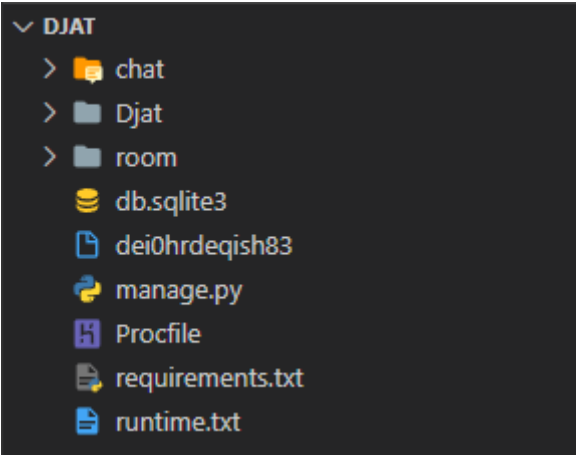 DJAT
chat
Djat
room
db.sqlite3
dei0hrdeqish83
manage.py
Procfile
requirements.txt
runtime.txt